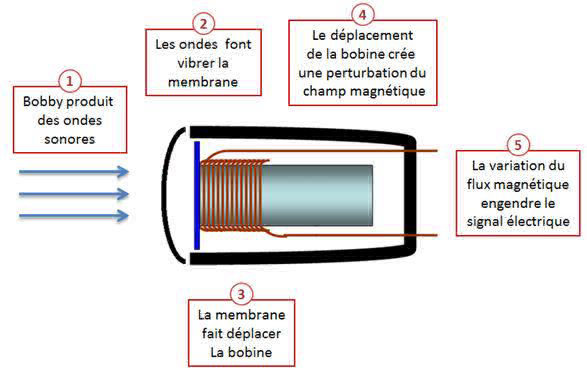 1
Bobby produit
des ondes
sonores
2
Les ondes font
vibrer la
membrane
3
La membrane
fait déplacer
La bobine
4
Le déplacement
de la bobine crée
une perturbation du
champ magnétique
5
La variation du
flux magnétique
engendre le
signal électrique